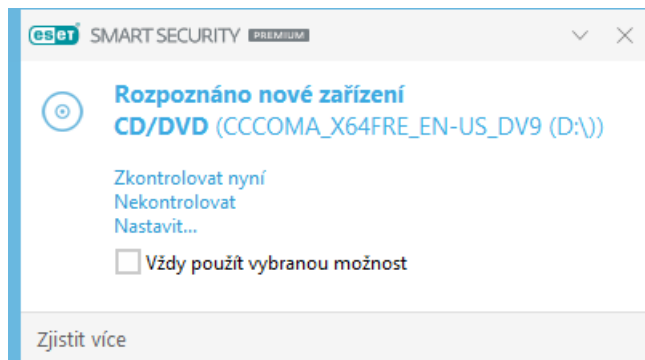 eset SMART SECURITY PREMIUM
Rozpoznáno nové zařízení
CD/DVD (CCCOMA_X64FRE_EN-US_DV9 (D:\))
Zkontrolovat nyní
Nekontrolovat
Nastavit...
Vždy použít vybranou možnost
Zjistit více